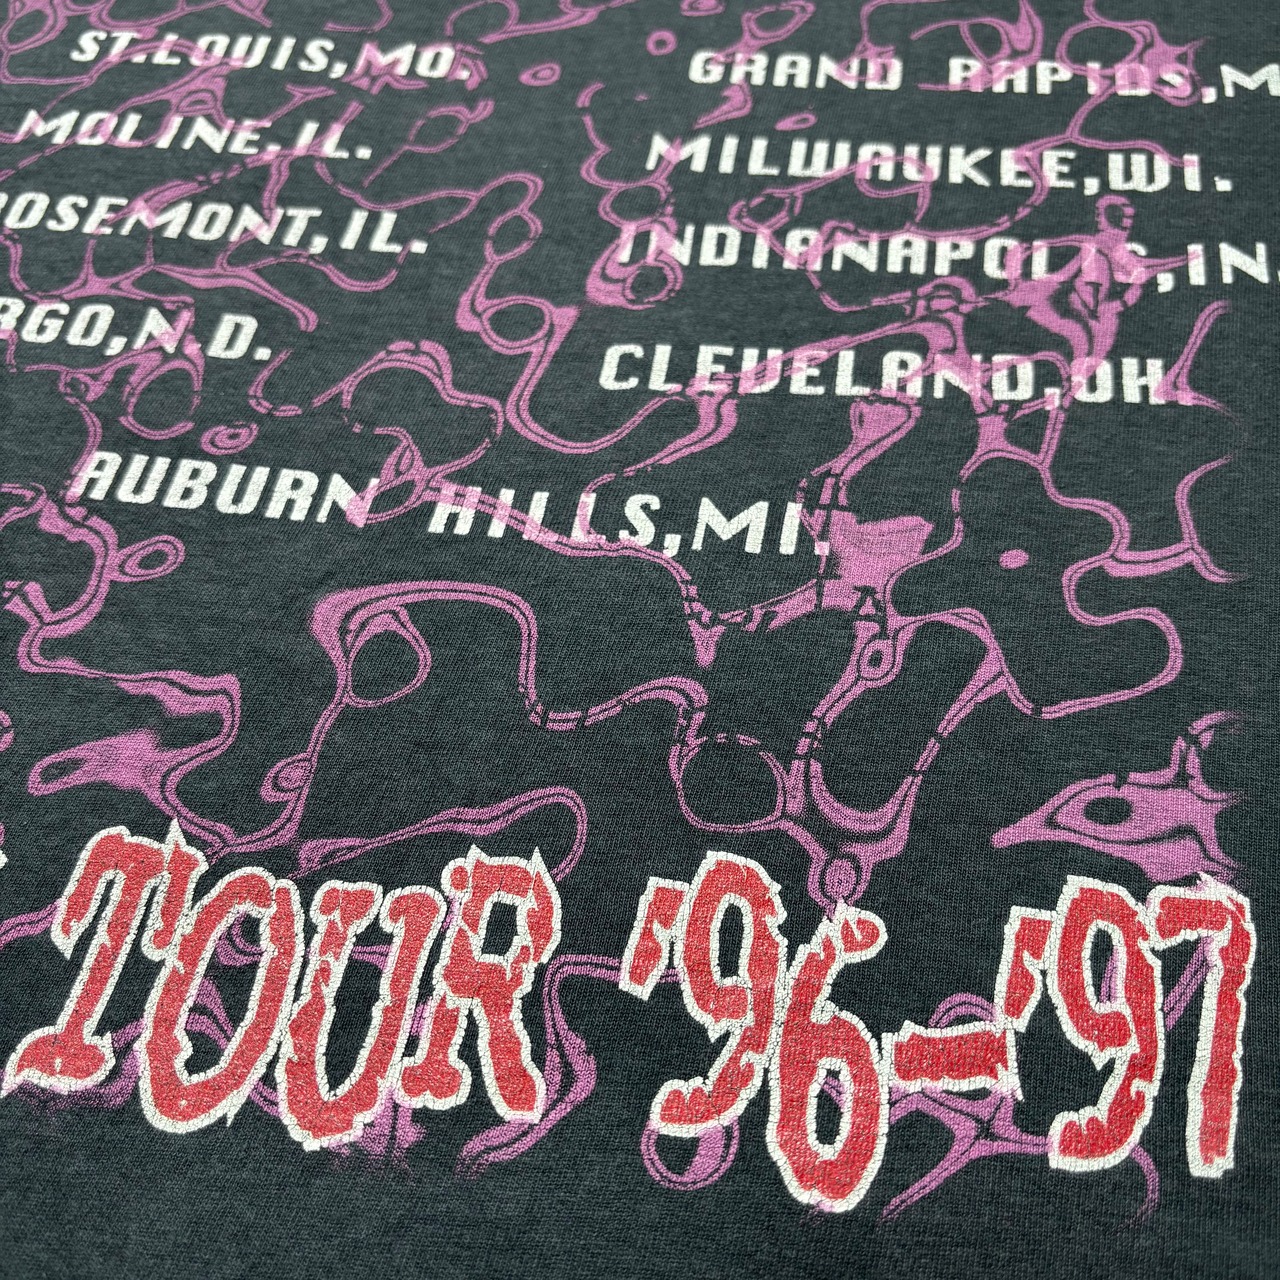 ST.LOUIS,MO.
MOLINE,IL.
ROSEMONT,IL.
RGO,N.D.
GRAND RAPIDS,M
MILWAUKEE,WI.
INDIANAPOLIS,IN
CLEVELAND,OH.
AUBURN HILLS,MI.
TOUR '96-'97